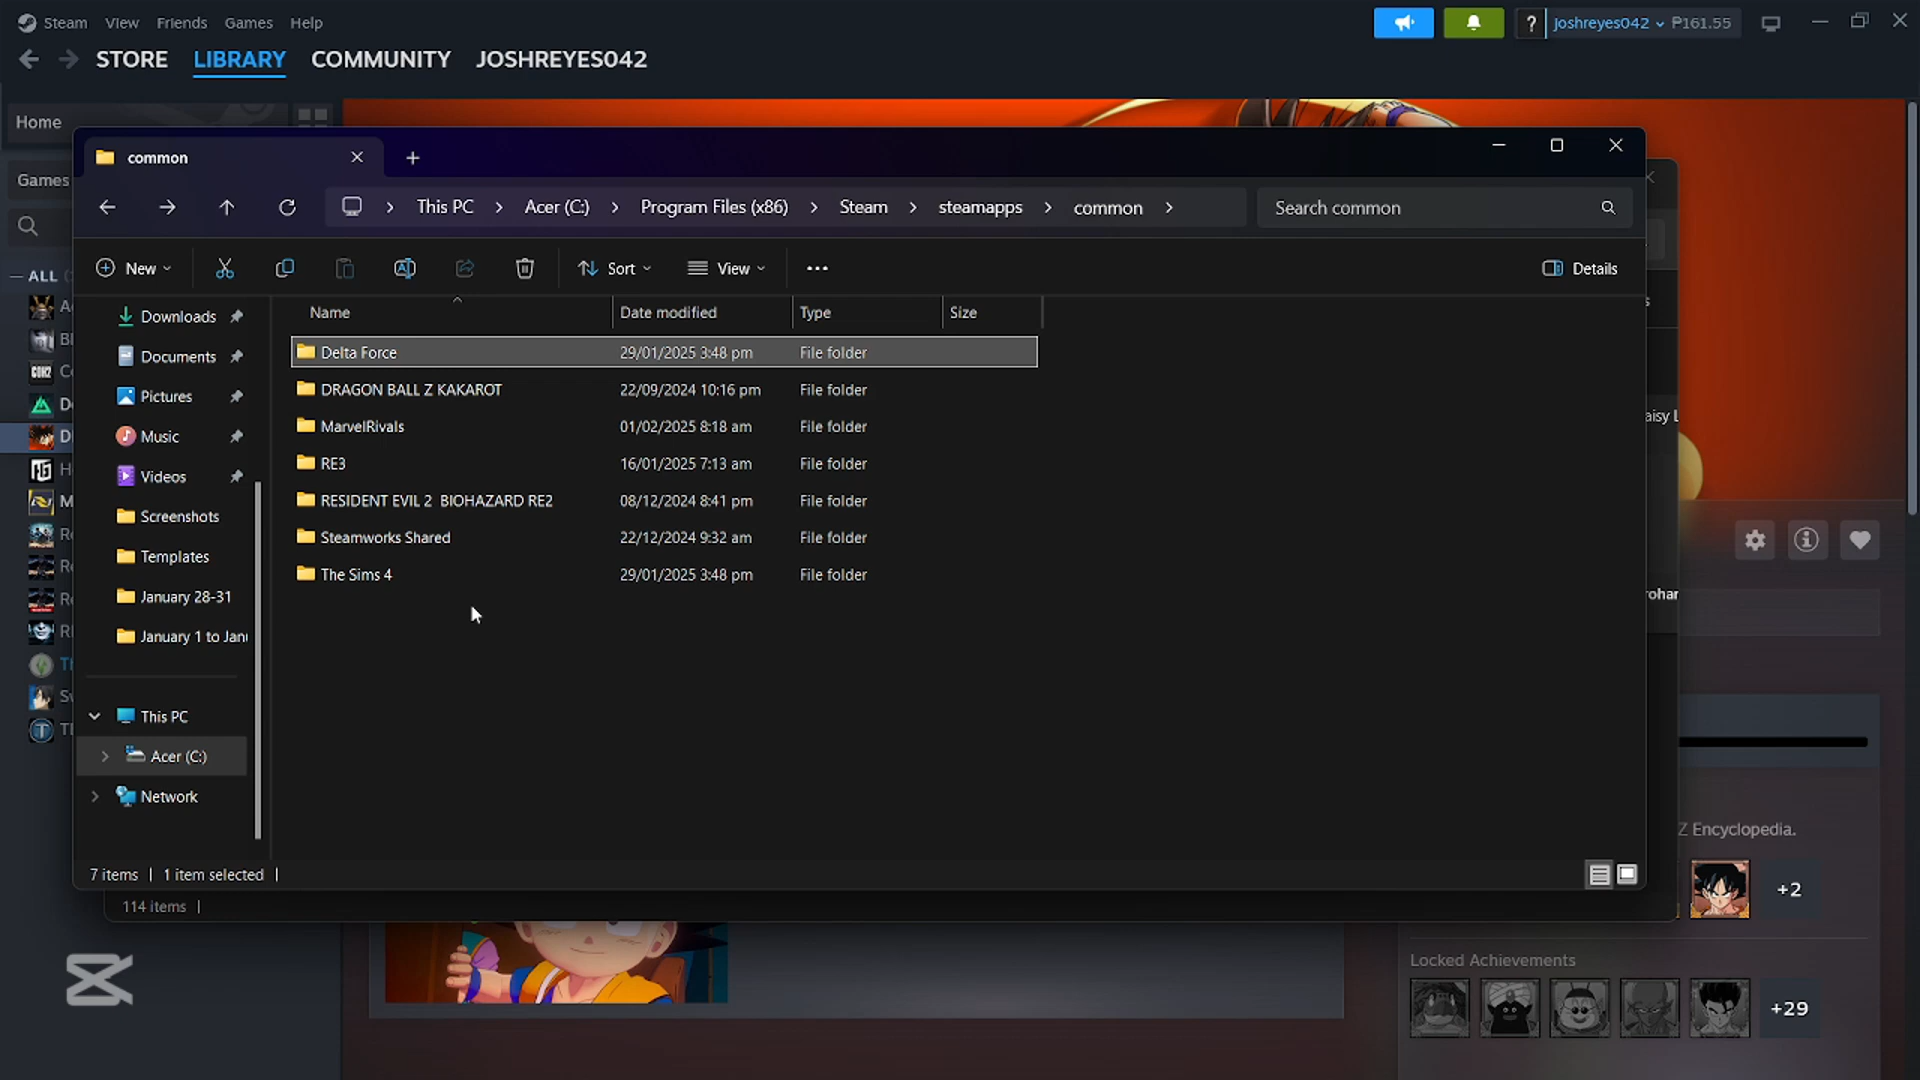 Steam View Friends Games Help
? joshreyes042 ₱161.55
STORE LIBRARY COMMUNITY JOSHREYES042
Home
Games
common
This PC > Acer (C:) > Program Files (x86) > Steam > steamapps > common >
Search common
New Sort View ... Details
ALL
Name Date modified Type Size
Downloads
Documents
Pictures
Music
Videos
Screenshots
Templates
January 28-31
January 1 to Janu
This PC
Acer (C:)
Network
Delta Force 29/01/2025 3:48 pm File folder
DRAGON BALL Z KAKAROT 22/09/2024 10:16 pm File folder
MarvelRivals 01/02/2025 8:18 am File folder
RE3 16/01/2025 7:13 am File folder
RESIDENT EVIL 2 BIOHAZARD RE2 08/12/2024 8:41 pm File folder
Steamworks Shared 22/12/2024 9:32 am File folder
The Sims 4 29/01/2025 3:48 pm File folder
7 items | 1 item selected |
114 items |
aisy L
rohar
Z Encyclopedia.
+2
Locked Achievements
+29